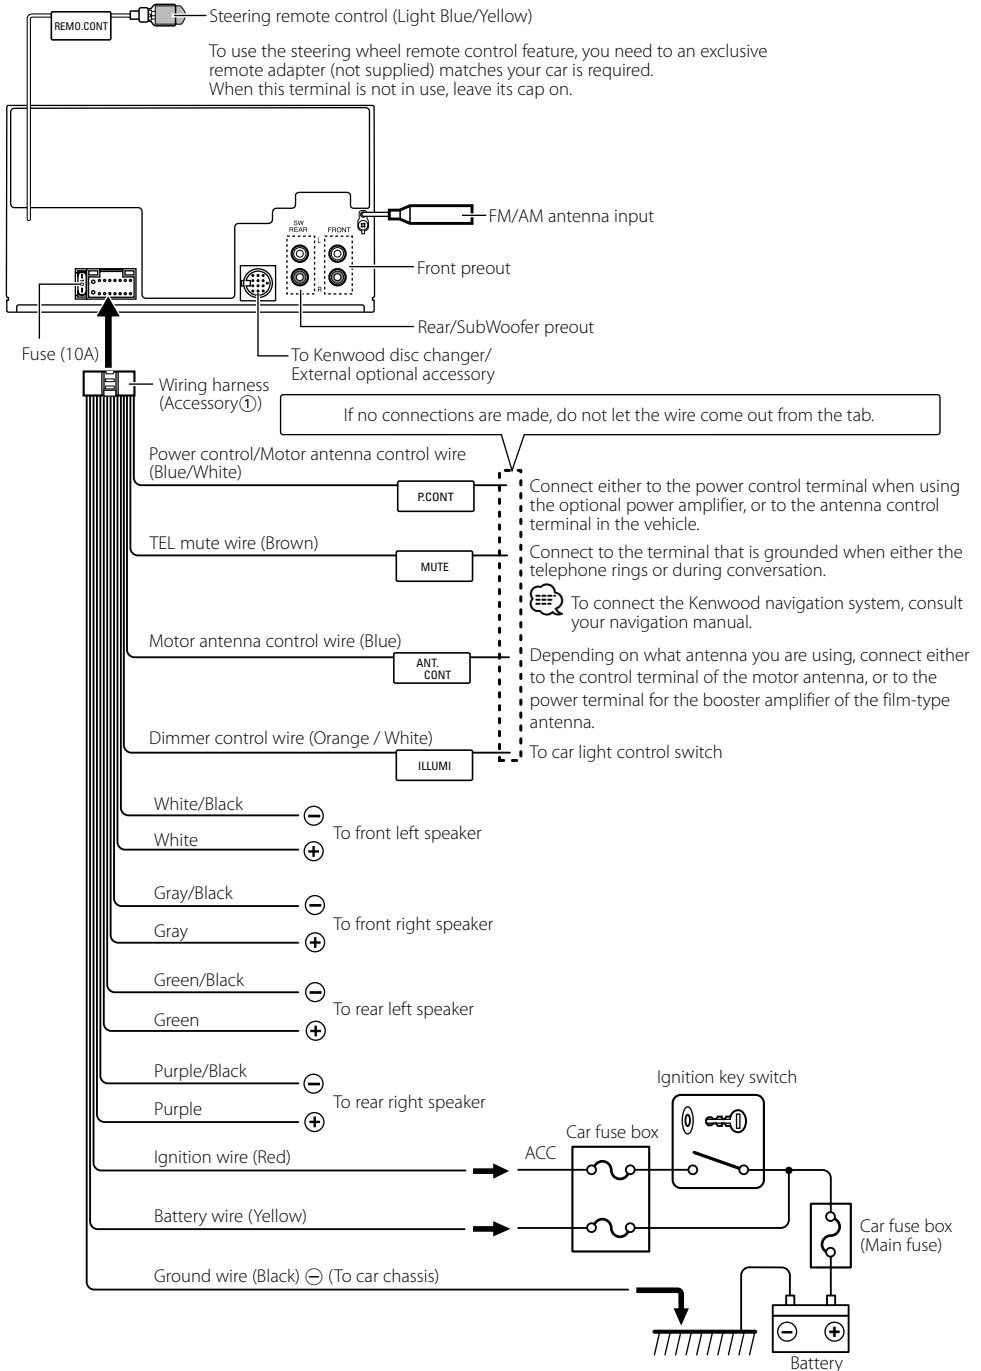 REMO.CONT
Steering remote control (Light Blue/Yellow)
To use the steering wheel remote control feature, you need to an exclusive
remote adapter (not supplied) matches your car is required.
When this terminal is not in use, leave its cap on.
FM/AM antenna input
SW
REAR
FRONT
L
R
Front preout
Rear/SubWoofer preout
Fuse (10A)
To Kenwood disc changer/
External optional accessory
Wiring harness
(Accessory①)
If no connections are made, do not let the wire come out from the tab.
Power control/Motor antenna control wire
(Blue/White)
P.CONT
Connect either to the power control terminal when using
the optional power amplifier, or to the antenna control
terminal in the vehicle.
TEL mute wire (Brown)
MUTE
Connect to the terminal that is grounded when either the
telephone rings or during conversation.
To connect the Kenwood navigation system, consult
your navigation manual.
Motor antenna control wire (Blue)
ANT.
CONT
Depending on what antenna you are using, connect either
to the control terminal of the motor antenna, or to the
power terminal for the booster amplifier of the film-type
antenna.
Dimmer control wire (Orange / White)
ILLUMI
To car light control switch
White/Black ⊖
White ⊕
To front left speaker
Gray/Black ⊖
Gray ⊕
To front right speaker
Green/Black ⊖
Green ⊕
To rear left speaker
Purple/Black ⊖
Purple ⊕
To rear right speaker
Ignition key switch
Car fuse box
Ignition wire (Red)
ACC
Battery wire (Yellow)
Car fuse box
(Main fuse)
Ground wire (Black) ⊖ (To car chassis)
⊖ ⊕
Battery